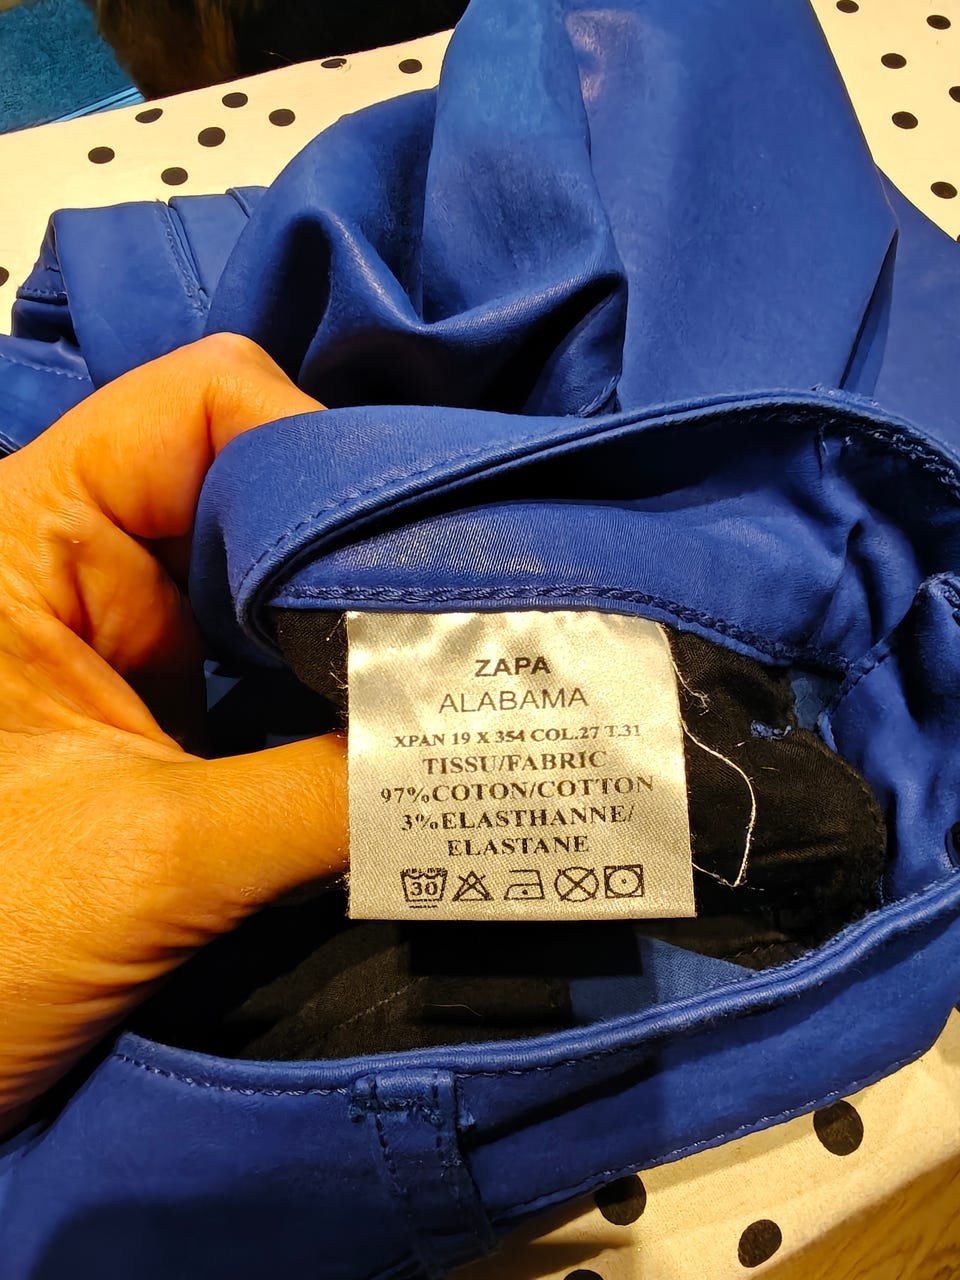 ZAPA
ALABAMA
XPAN 19 X 354 COL.27 T.31
TISSU/FABRIC
97%COTON/COTTON
3%ELASTHANNE/
ELASTANE
30